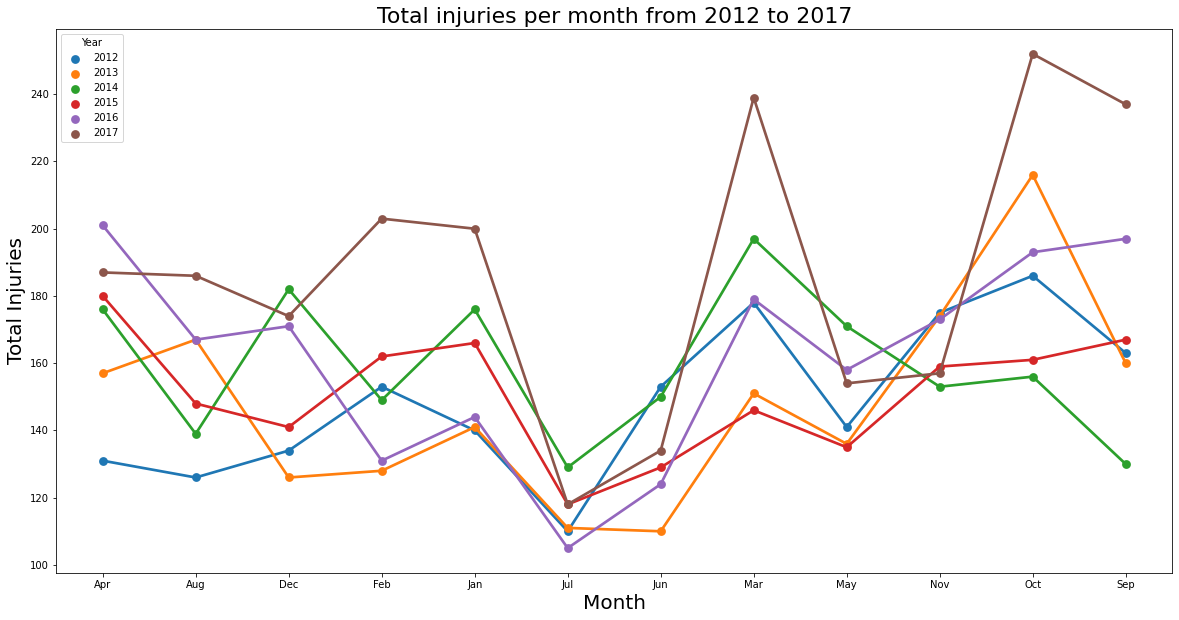 Total injuries per month from 2012 to 2017
Year
2012
2013
2014
2015
2016
2017
Total Injuries
240
220
200
180
160
140
120
100
Apr Aug Dec Feb Jan Jul Jun Mar May Nov Oct Sep
Month